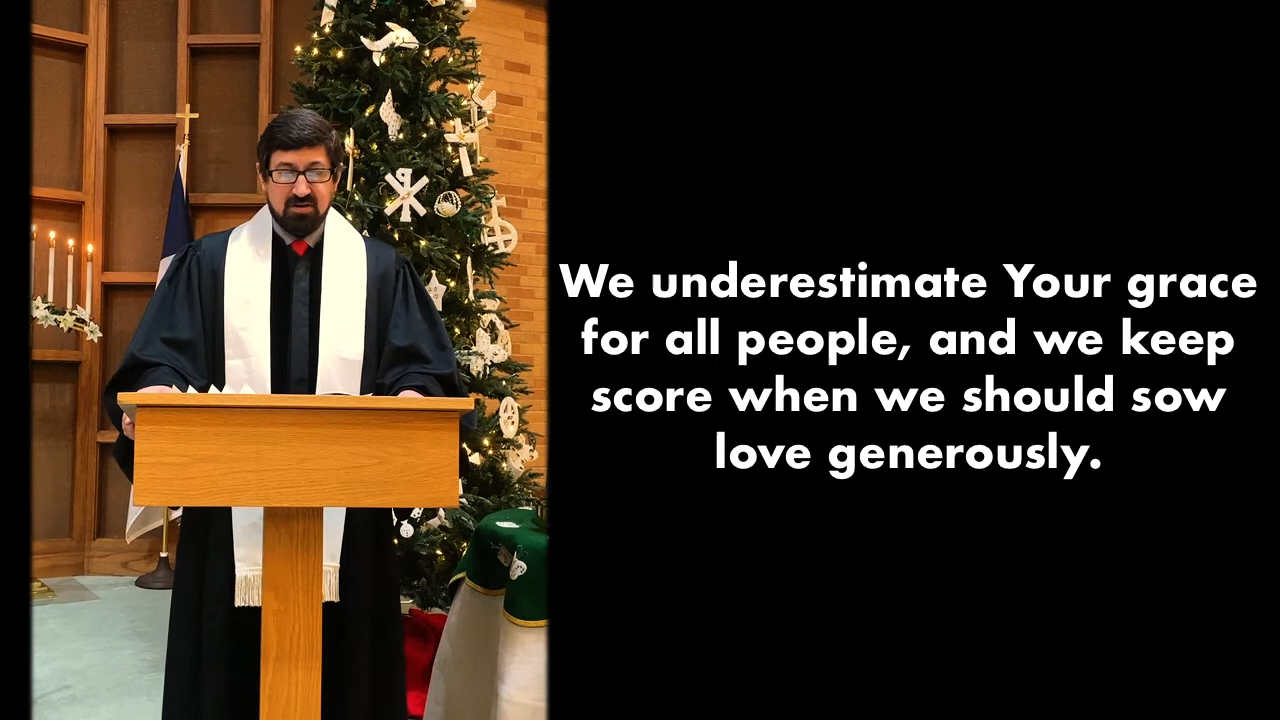 We underestimate Your grace
for all people, and we keep
score when we should sow
love generously.